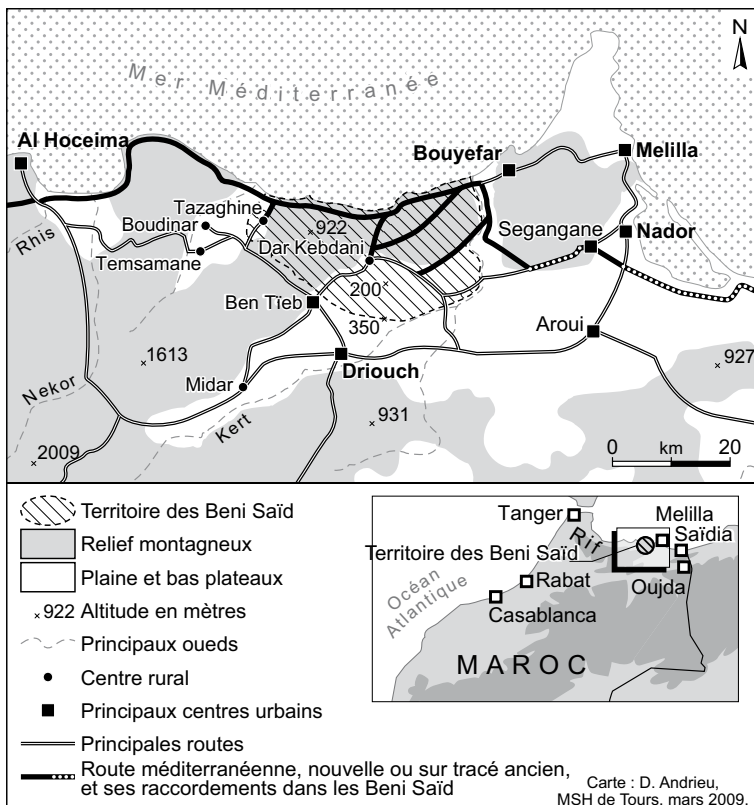 N
Mer Méditerranée
Al Hoceima
Bouyefar
Melilla
Tazaghine
Boudinar
922
Segangane
Nador
Rhis
Dar Kebdani
Temsamane
200
Ben Tïeb
350
Aroui
1613
Driouch
927
Midar
Nekor
Kert
931
2009
0 km 20
Territoire des Beni Saïd
Relief montagneux
Plaine et bas plateaux
922 Altitude en mètres
Principaux oueds
Centre rural
Principaux centres urbains
Principales routes
Route méditerranéenne, nouvelle ou sur tracé ancien,
et ses raccordements dans les Beni Saïd
Tanger
Melilla
Rif
Saïdia
Territoire des Beni Saïd
Océan
Atlantique
Rabat
Oujda
Casablanca
MAROC
Carte : D. Andrieu,
MSH de Tours, mars 2009.